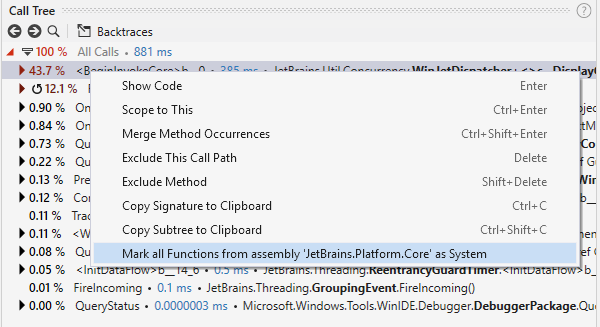 Call Tree
Backtraces
100 % All Calls • 881 ms
43.7 % <BeginInvokeCore>b__0 • 385 ms • JetBrains.Util.Concurrency.WinJetDispatcher+<>c__Display
12.1 %
0.90 % On
0.84 % On
0.73 % Qu
0.22 % Qu
0.13 % Pre
0.12 % Co
0.11 % Tra
0.11 % <W
0.08 % Qu
Show Code Enter
Scope to This Ctrl+Enter
Merge Method Occurrences Ctrl+Shift+Enter
Exclude This Call Path Delete
Exclude Method Shift+Delete
Copy Signature to Clipboard Ctrl+C
Copy Subtree to Clipboard Ctrl+Shift+C
Mark all Functions from assembly 'JetBrains.Platform.Core' as System
0.05 % <InitDataFlow>b__14_6 • 0.5 ms • JetBrains.Threading.ReentrancyGuardTimer.<InitDataFlow>b__1
0.01 % FireIncoming • 0.1 ms • JetBrains.Threading.GroupingEvent.FireIncoming()
0.00 % QueryStatus • 0.0000003 ms • Microsoft.Windows.Tools.WinIDE.Debugger.DebuggerPackage.Qu